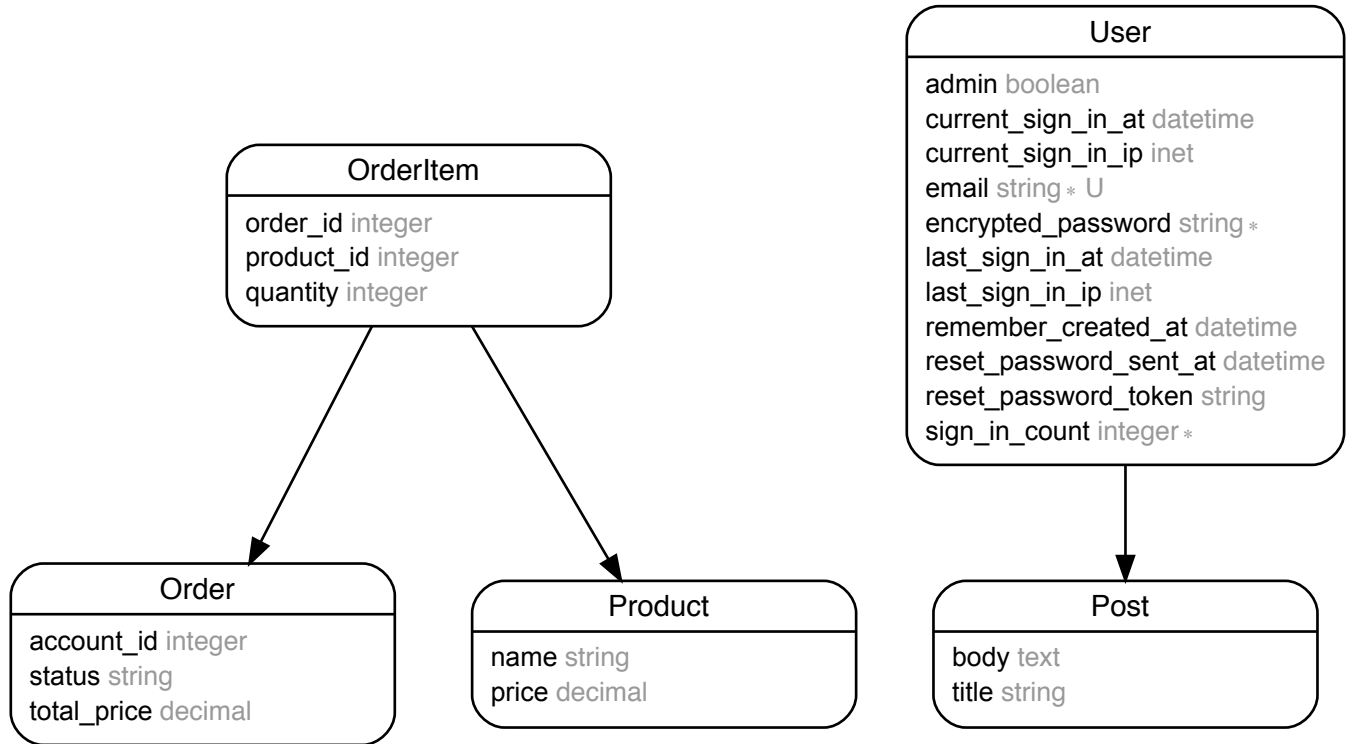 User
admin boolean
current_sign_in_at datetime
current_sign_in_ip inet
email string ∗ U
encrypted_password string ∗
last_sign_in_at datetime
last_sign_in_ip inet
remember_created_at datetime
reset_password_sent_at datetime
reset_password_token string
sign_in_count integer ∗
OrderItem
order_id integer
product_id integer
quantity integer
Order
account_id integer
status string
total_price decimal
Product
name string
price decimal
Post
body text
title string